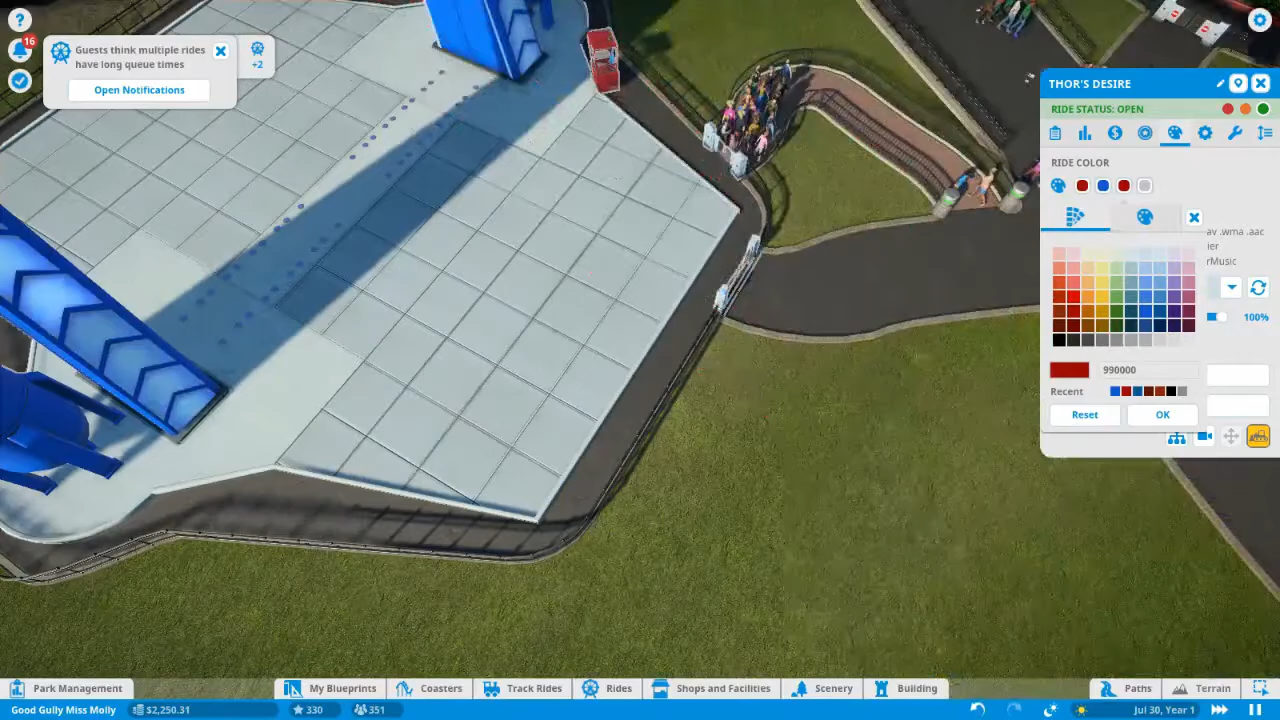 ?
16
Guests think multiple rides
have long queue times
+2
Open Notifications
THOR'S DESIRE
RIDE STATUS: OPEN
RIDE COLOR
av .wma .aac
ier
rMusic
100%
990000
Recent
Reset
OK
Park Management
My Blueprints
Coasters
Track Rides
Rides
Shops and Facilities
Scenery
Building
Paths
Terrain
Good Gully Miss Molly
$2,250.31
330
351
Jul 30, Year 1